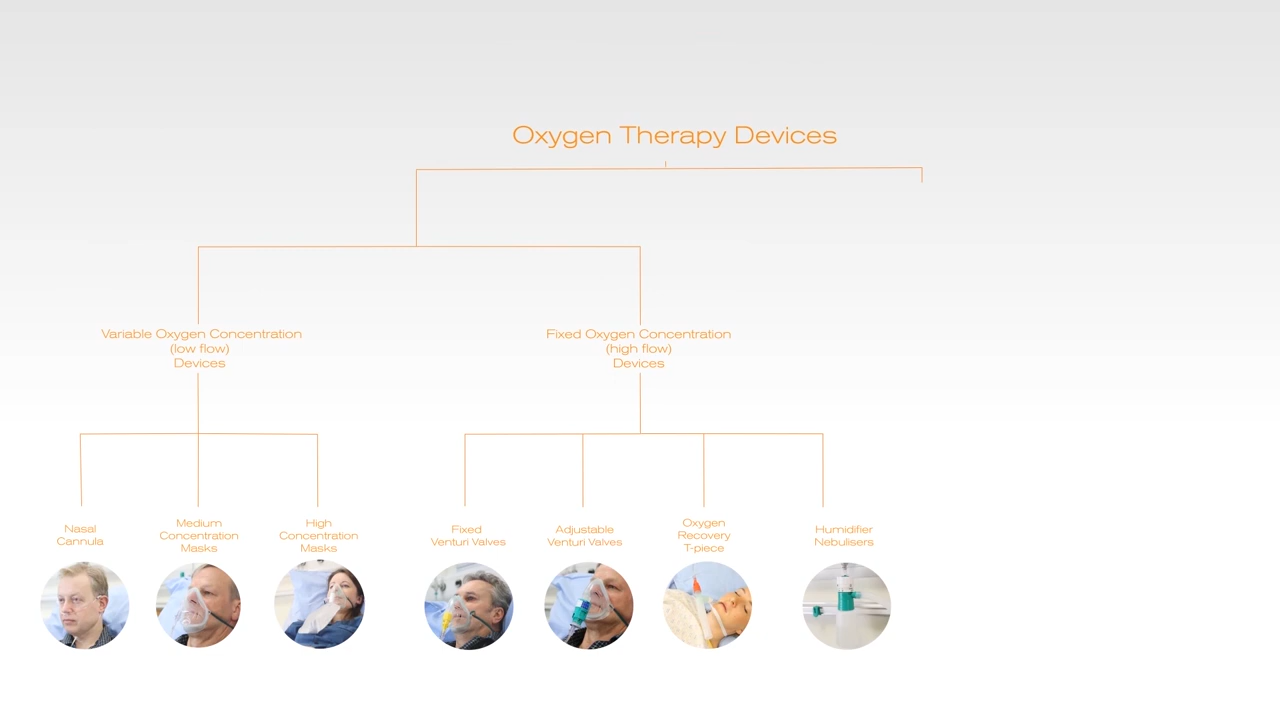 Oxygen Therapy Devices
Variable Oxygen Concentration
(low flow)
Devices
Fixed Oxygen Concentration
(high flow)
Devices
Nasal
Cannula
Medium
Concentration
Masks
High
Concentration
Masks
Fixed
Venturi Valves
Adjustable
Venturi Valves
Oxygen
Recovery
T-piece
Humidifier
Nebulisers